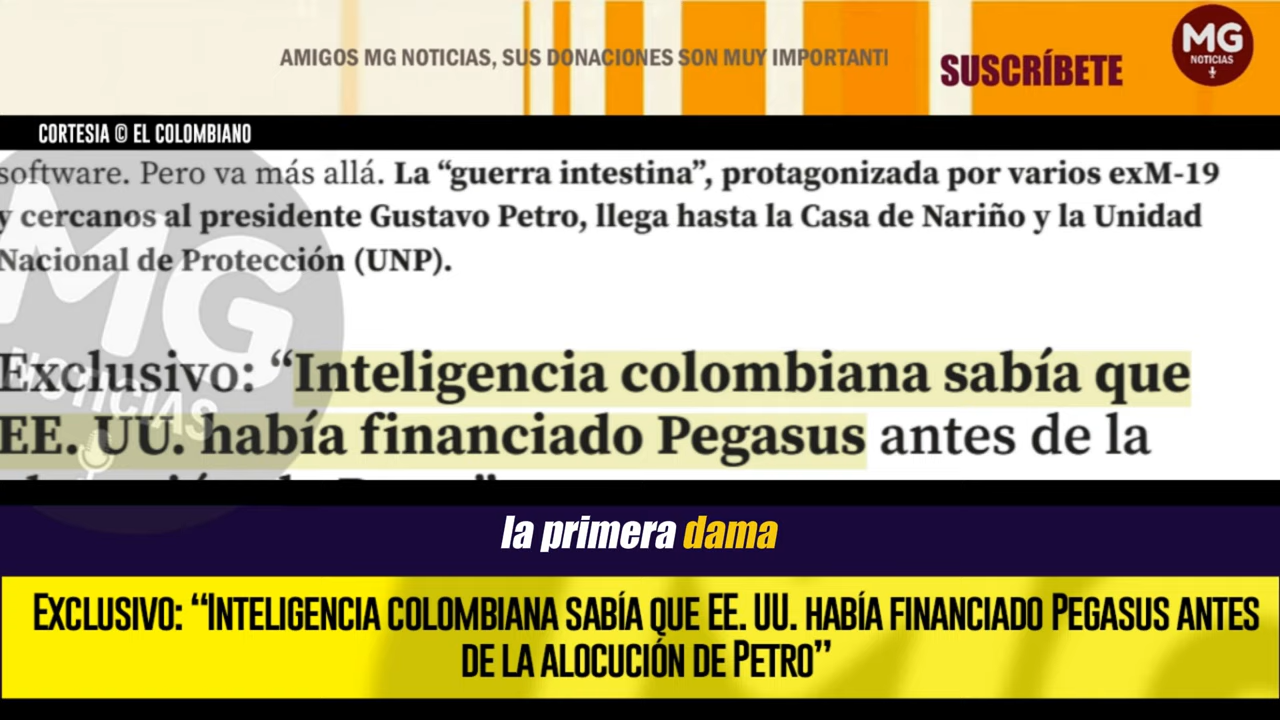 AMIGOS MG NOTICIAS, SUS DONACIONES SON MUY IMPORTANTI
SUSCRÍBETE
MG
NOTICIAS
CORTESIA © EL COLOMBIANO
software. Pero va más allá. La “guerra intestina”, protagonizada por varios exM-19
y cercanos al presidente Gustavo Petro, llega hasta la Casa de Nariño y la Unidad
Nacional de Protección (UNP).
MG
NOTICIAS
Exclusivo: “Inteligencia colombiana sabía que
EE. UU. había financiado Pegasus antes de la
la primera dama
EXCLUSIVO: “INTELIGENCIA COLOMBIANA SABÍA QUE EE. UU. HABÍA FINANCIADO PEGASUS ANTES
DE LA ALOCUCIÓN DE PETRO”